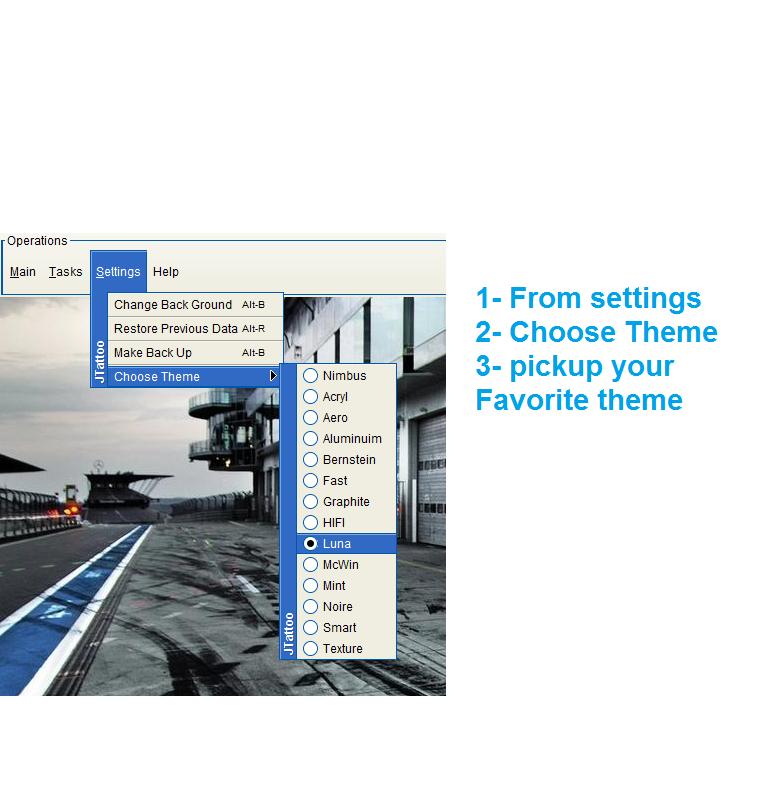 Operations
Main Tasks Settings Help
Change Back Ground Alt-B
Restore Previous Data Alt-R
Make Back Up Alt-B
Choose Theme
JTattoo
Nimbus
Acryl
Aero
Aluminuim
Bernstein
Fast
Graphite
HIFI
Luna
McWin
Mint
Noire
Smart
Texture
JTattoo
1- From settings
2- Choose Theme
3- pickup your
Favorite theme